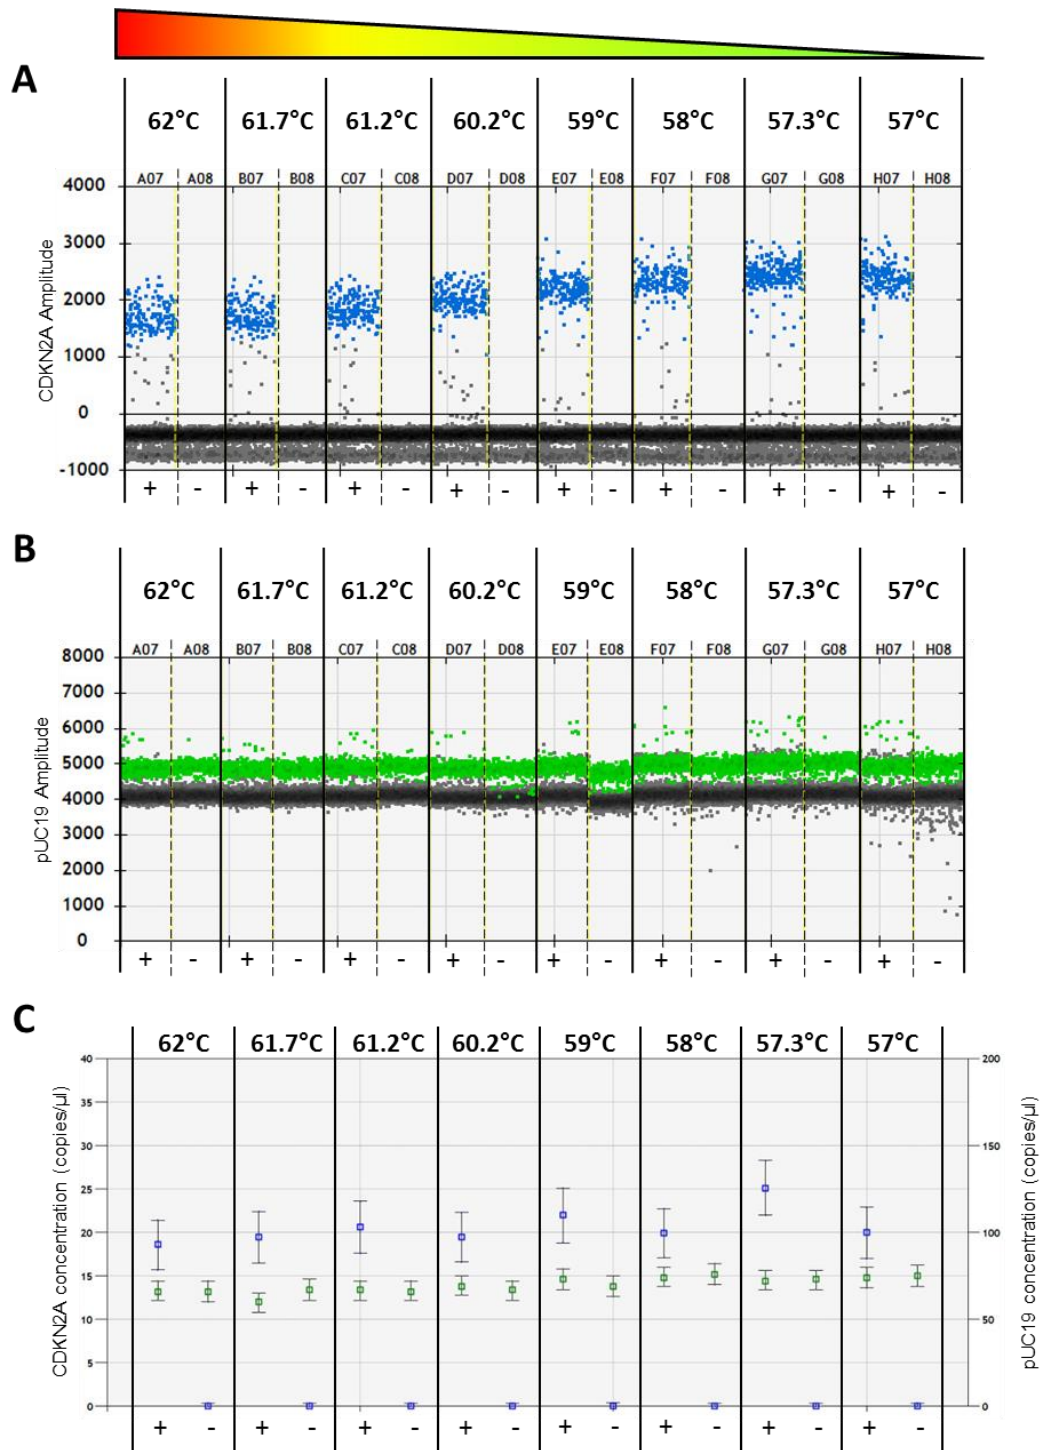 A
62°C 61.7°C 61.2°C 60.2°C 59°C 58°C 57.3°C 57°C
A07 A08 B07 B08 C07 C08 D07 D08 E07 E08 F07 F08 G07 G08 H07 H08
CDKN2A Amplitude
4000
3000
2000
1000
0
-1000
+ - + - + - + - + - + - + - + -
B
62°C 61.7°C 61.2°C 60.2°C 59°C 58°C 57.3°C 57°C
A07 A08 B07 B08 C07 C08 D07 D08 E07 E08 F07 F08 G07 G08 H07 H08
pUC19 Amplitude
8000
7000
6000
5000
4000
3000
2000
1000
0
+ - + - + - + - + - + - + - + -
C
62°C 61.7°C 61.2°C 60.2°C 59°C 58°C 57.3°C 57°C
CDKN2A concentration (copies/µl)
40 200
35
30 150
25
20 100
15
10 50
5
0 0
pUC19 concentration (copies/µl)
+ - + - + - + - + - + - + - + -